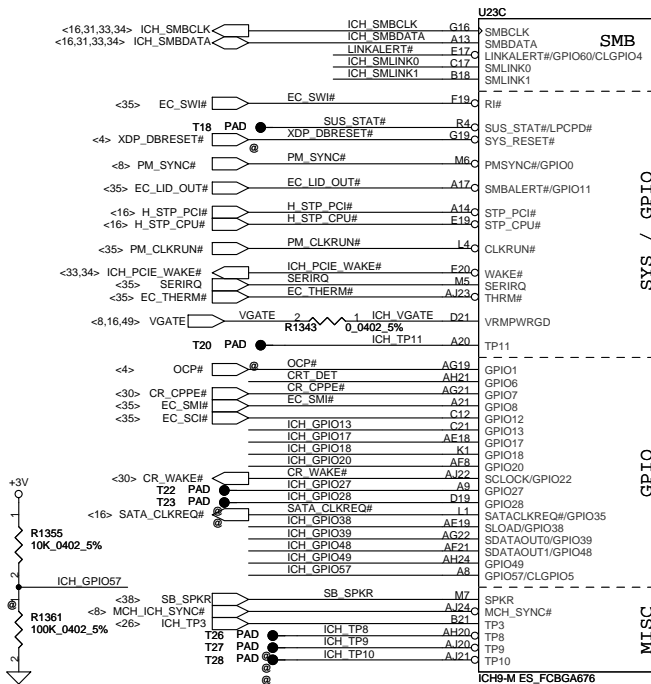 U23C
<16,31,33,34> ICH_SMBCLK ICH_SMBCLK G16 SMBCLK SMB
<16,31,33,34> ICH_SMBDATA ICH_SMBDATA A13 SMBDATA
LINKALERT# E17 LINKALERT#/GPIO60/CLGPIO4
ICH_SMLINK0 C17 SMLINK0
ICH_SMLINK1 B18 SMLINK1
<35> EC_SWI# EC_SWI# F19 RI#
T18 PAD SUS_STAT# R4 SUS_STAT#/LPCPD#
<4> XDP_DBRESET# @ XDP_DBRESET# G19 SYS_RESET#
<8> PM_SYNC# PM_SYNC# M6 PMSYNC#/GPIO0
<35> EC_LID_OUT# EC_LID_OUT# A17 SMBALERT#/GPIO11
<16> H_STP_PCI# H_STP_PCI# A14 STP_PCI#
<16> H_STP_CPU# H_STP_CPU# E19 STP_CPU#
SYS / GPIO
<35> PM_CLKRUN# PM_CLKRUN# L4 CLKRUN#
<33,34> ICH_PCIE_WAKE# ICH_PCIE_WAKE# E20 WAKE#
<35> SERIRQ SERIRQ M5 SERIRQ
<35> EC_THERM# EC_THERM# AJ23 THRM#
<8,16,49> VGATE VGATE 2 1 ICH_VGATE D21 VRMPWRGD
R1343 0_0402_5%
T20 PAD ICH_TP11 A20 TP11
@
<4> OCP# OCP# AG19 GPIO1
CRT_DET AH21 GPIO6
<30> CR_CPPE# CR_CPPE# AG21 GPIO7
<35> EC_SMI# EC_SMI# A21 GPIO8
<35> EC_SCI# C12 GPIO12
ICH_GPIO13 C21 GPIO13
ICH_GPIO17 AE18 GPIO17
ICH_GPIO18 K1 GPIO18
ICH_GPIO20 AF8 GPIO20
<30> CR_WAKE# CR_WAKE# AJ22 SCLOCK/GPIO22
T22 PAD ICH_GPIO27 A9 GPIO27
T23 PAD ICH_GPIO28 D19 GPIO28
@
<16> SATA_CLKREQ# SATA_CLKREQ# L1 SATACLKREQ#/GPIO35
@
ICH_GPIO38 AE19 SLOAD/GPIO38
ICH_GPIO39 AG22 SDATAOUT0/GPIO39
ICH_GPIO48 AF21 SDATAOUT1/GPIO48
ICH_GPIO49 AH24 GPIO49
ICH_GPIO57 A8 GPIO57/CLGPIO5
GPIO
+3V
1
R1355
10K_0402_5%
2
ICH_GPIO57
@
1
R1361
100K_0402_5%
2
<38> SB_SPKR SB_SPKR M7 SPKR
<8> MCH_ICH_SYNC# AJ24 MCH_SYNC#
<26> ICH_TP3 B21 TP3
T26 PAD ICH_TP8 AH20 TP8
T27 PAD ICH_TP9 AJ20 TP9
T28 PAD ICH_TP10 AJ21 TP10
@
@
@
MISC
ICH9-M ES_FCBGA676